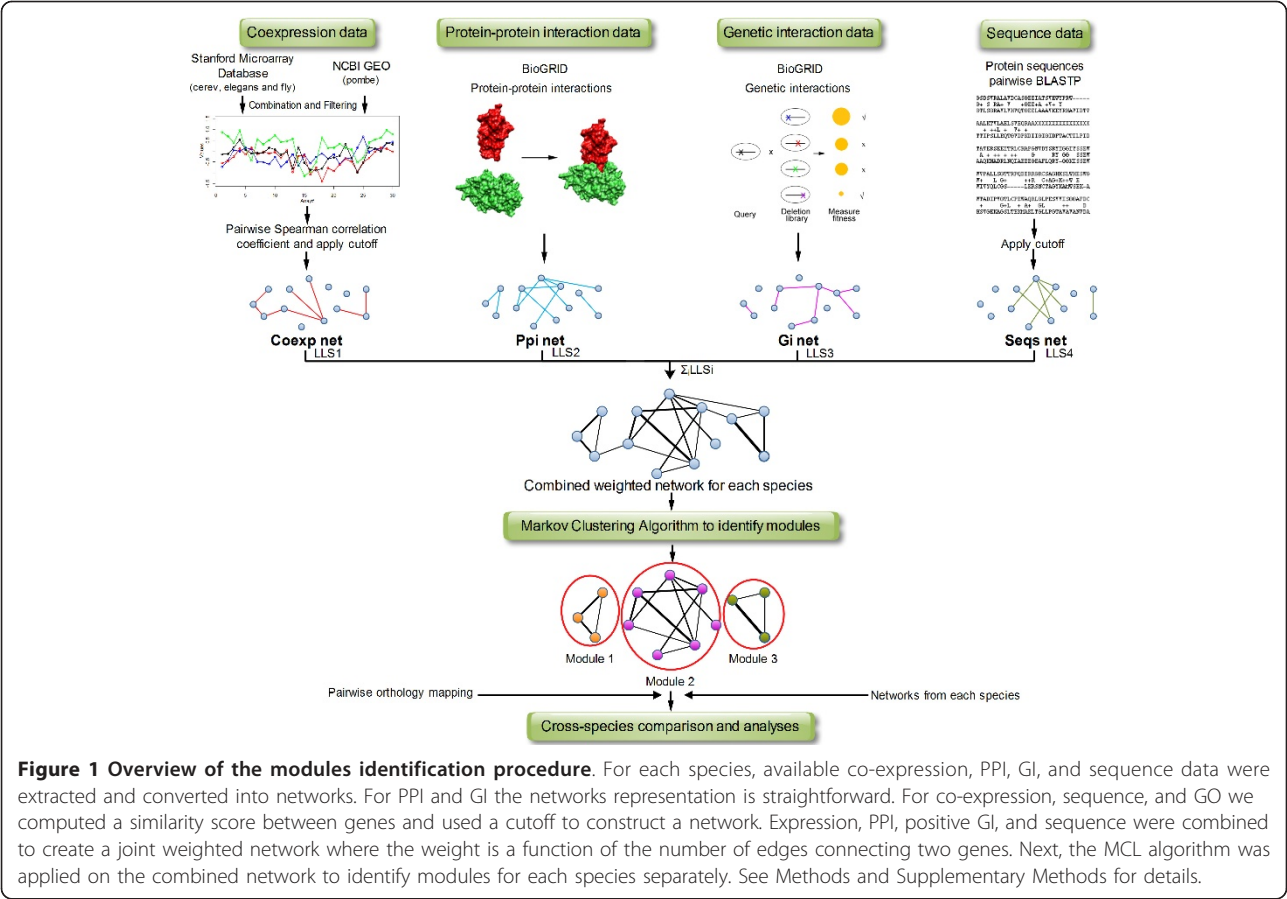 Coexpression data
Protein-protein interaction data
Genetic interaction data
Sequence data
Stanford Microarray
Database
(cerev, elegans and fly)
NCBI GEO
(pombe)
Combination and Filtering
BioGRID
Protein-protein interactions
BioGRID
Genetic interactions
Protein sequences
pairwise BLASTP
x
√
x
x
√
Query
Deletion
library
Measure
fitness
Pairwise Spearman correlation
coefficient and apply cutoff
Apply cutoff
Coexp net
Ppi net
Gi net
Seqs net
LLS1
LLS2
LLS3
LLS4
ΣᵢLLSi
Combined weighted network for each species
Markov Clustering Algorithm to identify modules
Module 1
Module 3
Module 2
Pairwise orthology mapping
Networks from each species
Cross-species comparison and analyses
Figure 1 Overview of the modules identification procedure. For each species, available co-expression, PPI, GI, and sequence data were
extracted and converted into networks. For PPI and GI the networks representation is straightforward. For co-expression, sequence, and GO we
computed a similarity score between genes and used a cutoff to construct a network. Expression, PPI, positive GI, and sequence were combined
to create a joint weighted network where the weight is a function of the number of edges connecting two genes. Next, the MCL algorithm was
applied on the combined network to identify modules for each species separately. See Methods and Supplementary Methods for details.